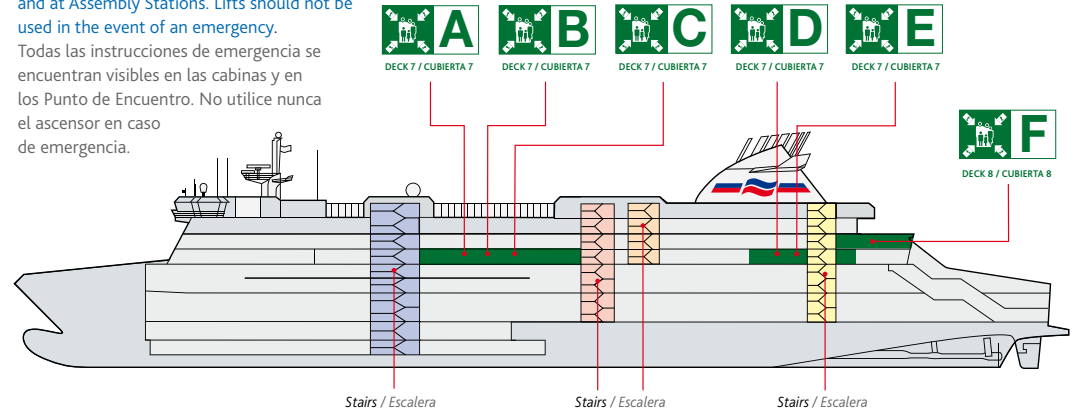 and at Assembly Stations. Lifts should not be
used in the event of an emergency.
Todas las instrucciones de emergencia se
encuentran visibles en las cabinas y en
los Punto de Encuentro. No utilice nunca
el ascensor en caso
de emergencia.
A
DECK 7 / CUBIERTA 7
B
DECK 7 / CUBIERTA 7
C
DECK 7 / CUBIERTA 7
D
DECK 7 / CUBIERTA 7
E
DECK 7 / CUBIERTA 7
F
DECK 8 / CUBIERTA 8
Stairs / Escalera
Stairs / Escalera
Stairs / Escalera